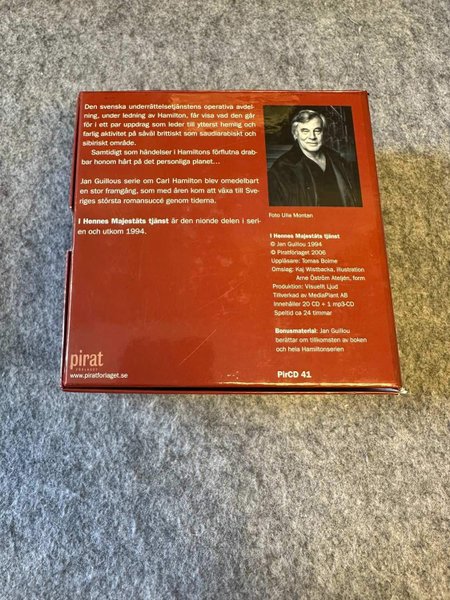 Den svenska underrättelsetjänstens operativa avdel-
ning, under ledning av Hamilton, får visa vad den går
för i ett par uppdrag som leder till ytterst hemlig och
farlig aktivitet på såväl brittiskt som saudiarabiskt och
sibiriskt område.
Samtidigt som händelser i Hamiltons förflutna drab-
bar honom hårt på det personliga planet…
Jan Guillous serie om Carl Hamilton blev omedelbart
en stor framgång, som med åren kom att växa till Sve-
riges största romansuccé genom tiderna.
I Hennes Majestäts tjänst är den nionde delen i seri-
en och utkom 1994.
Foto Ulla Montan
I Hennes Majestäts tjänst
© Jan Guillou 1994
© Piratförlaget 2006
Uppläsare: Tomas Bolme
Omslag: Kaj Wistbacka, illustration
Arne Öström Ateljén, form
Produktion: Visuellt Ljud
Tillverkad av MediaPlant AB
Innehåller 20 CD + 1 mp3-CD
Speltid ca 24 timmar
Bonusmaterial: Jan Guillou
berättar om tillkomsten av boken
och hela Hamiltonserien
pirat
FÖRLAGET
www.piratforlaget.se
PirCD 41